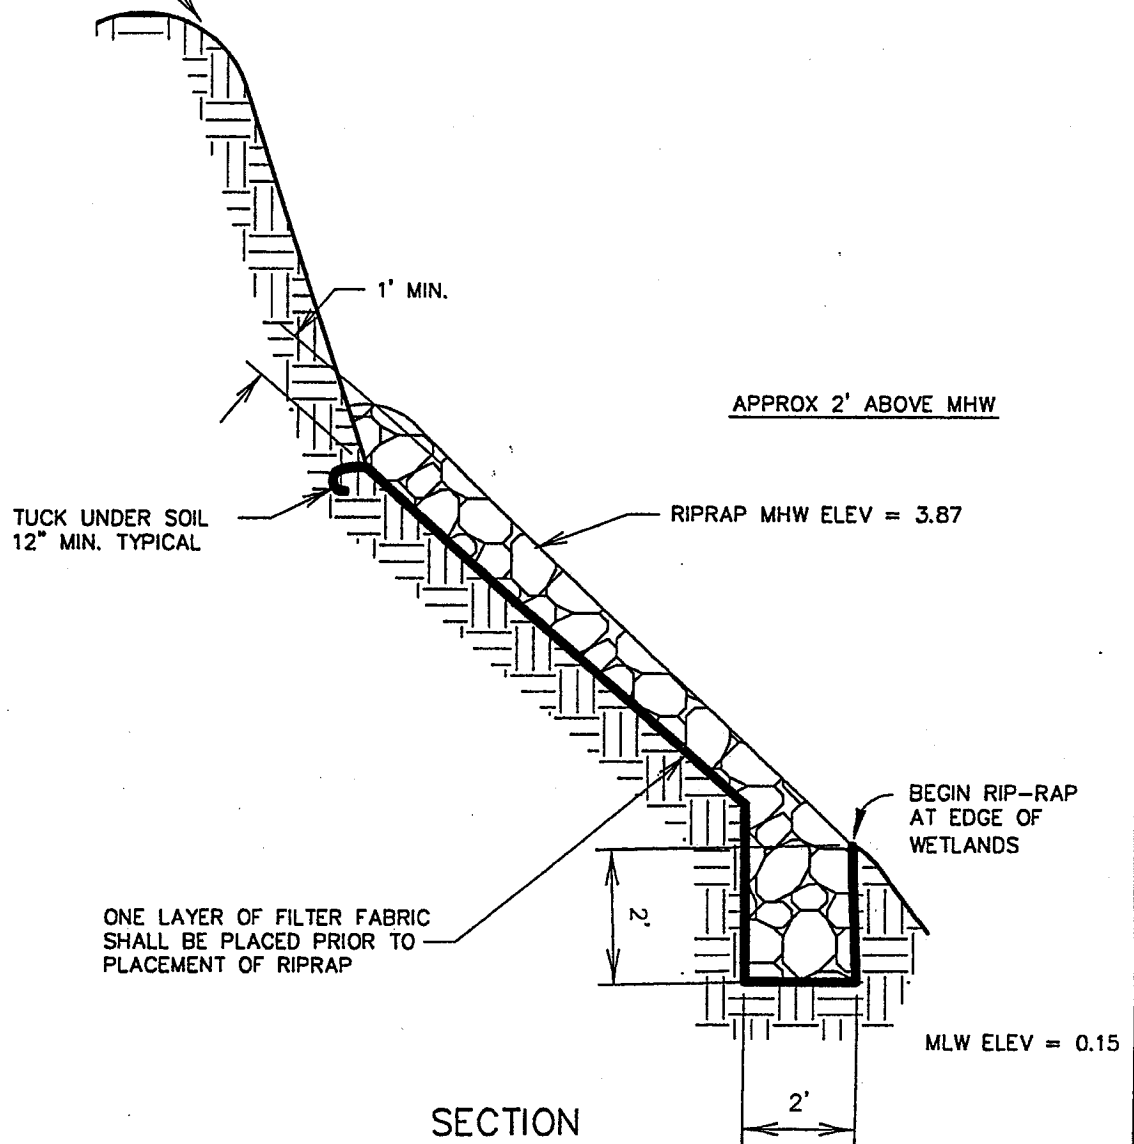 1' MIN.
APPROX 2' ABOVE MHW
TUCK UNDER SOIL
12" MIN. TYPICAL
RIPRAP MHW ELEV = 3.87
BEGIN RIP-RAP
AT EDGE OF
WETLANDS
2'
ONE LAYER OF FILTER FABRIC
SHALL BE PLACED PRIOR TO
PLACEMENT OF RIPRAP
MLW ELEV = 0.15
2'
SECTION